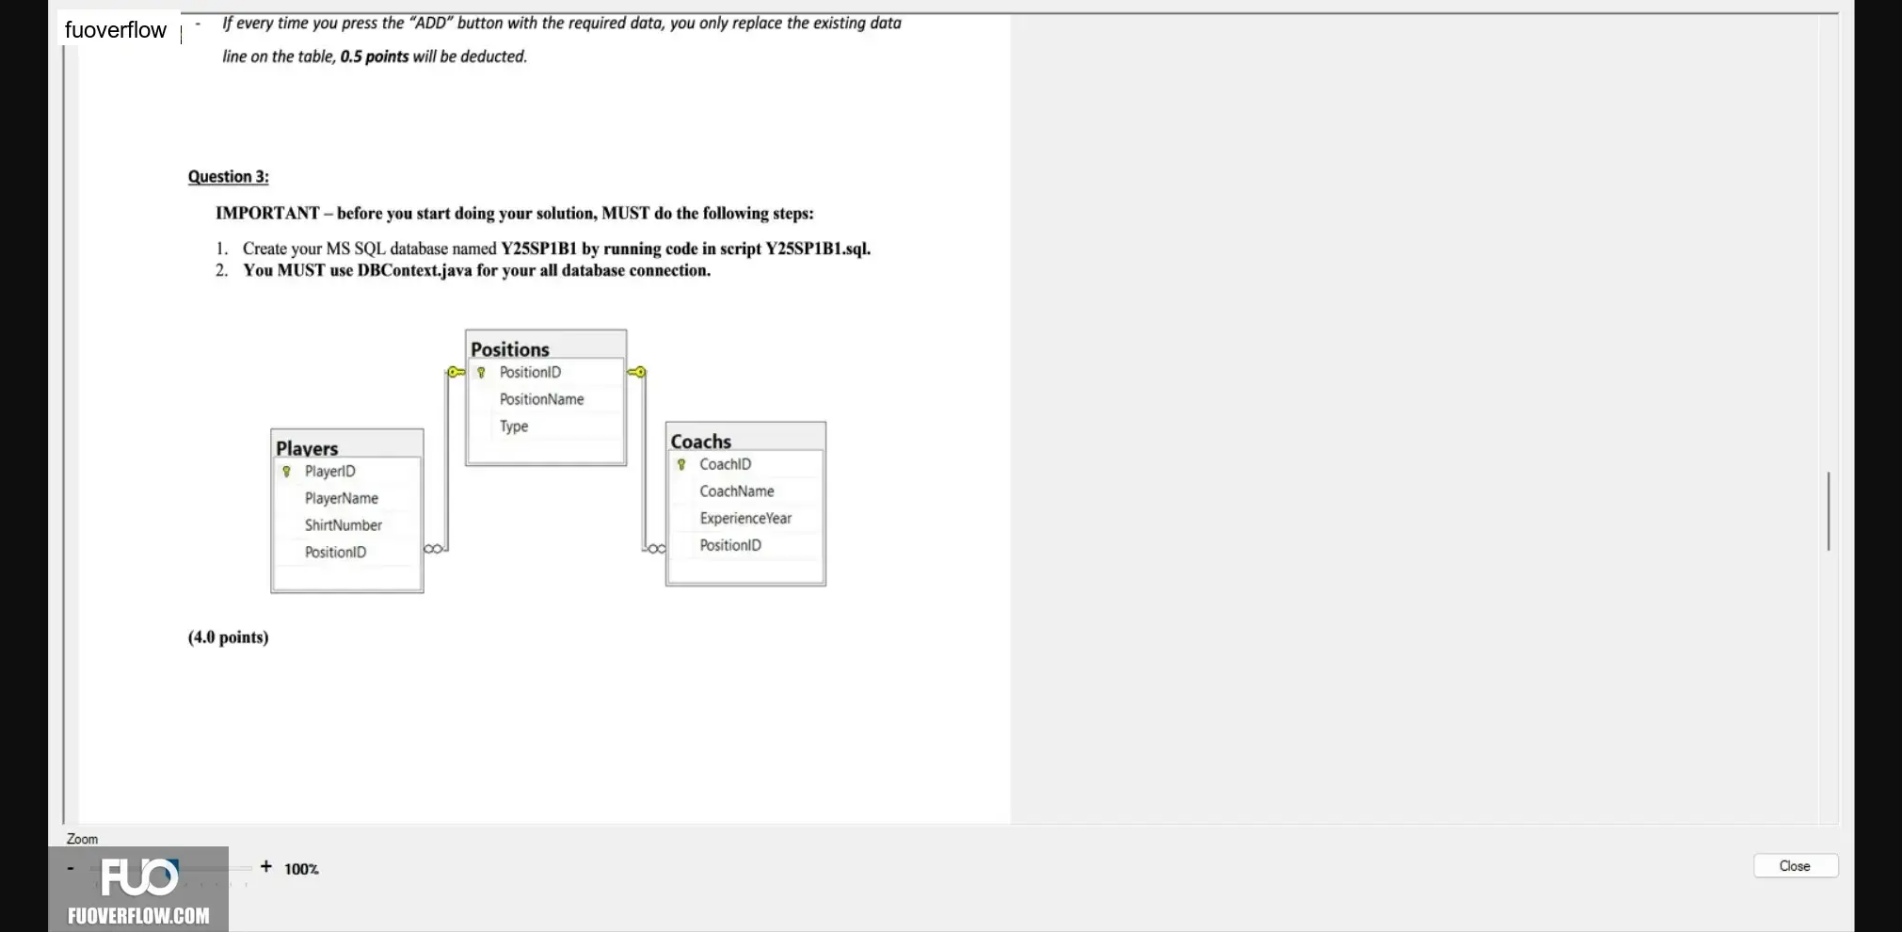 fuoverflow
- If every time you press the “ADD” button with the required data, you only replace the existing data
line on the table, 0.5 points will be deducted.
Question 3:
IMPORTANT – before you start doing your solution, MUST do the following steps:
1. Create your MS SQL database named Y25SP1B1 by running code in script Y25SP1B1.sql.
2. You MUST use DBContext.java for your all database connection.
Positions
PositionID
PositionName
Type
Players
PlayerID
PlayerName
ShirtNumber
PositionID
Coachs
CoachID
CoachName
ExperienceYear
PositionID
(4.0 points)
Zoom
- + 100%
Close
FUO
FUOVERFLOW.COM